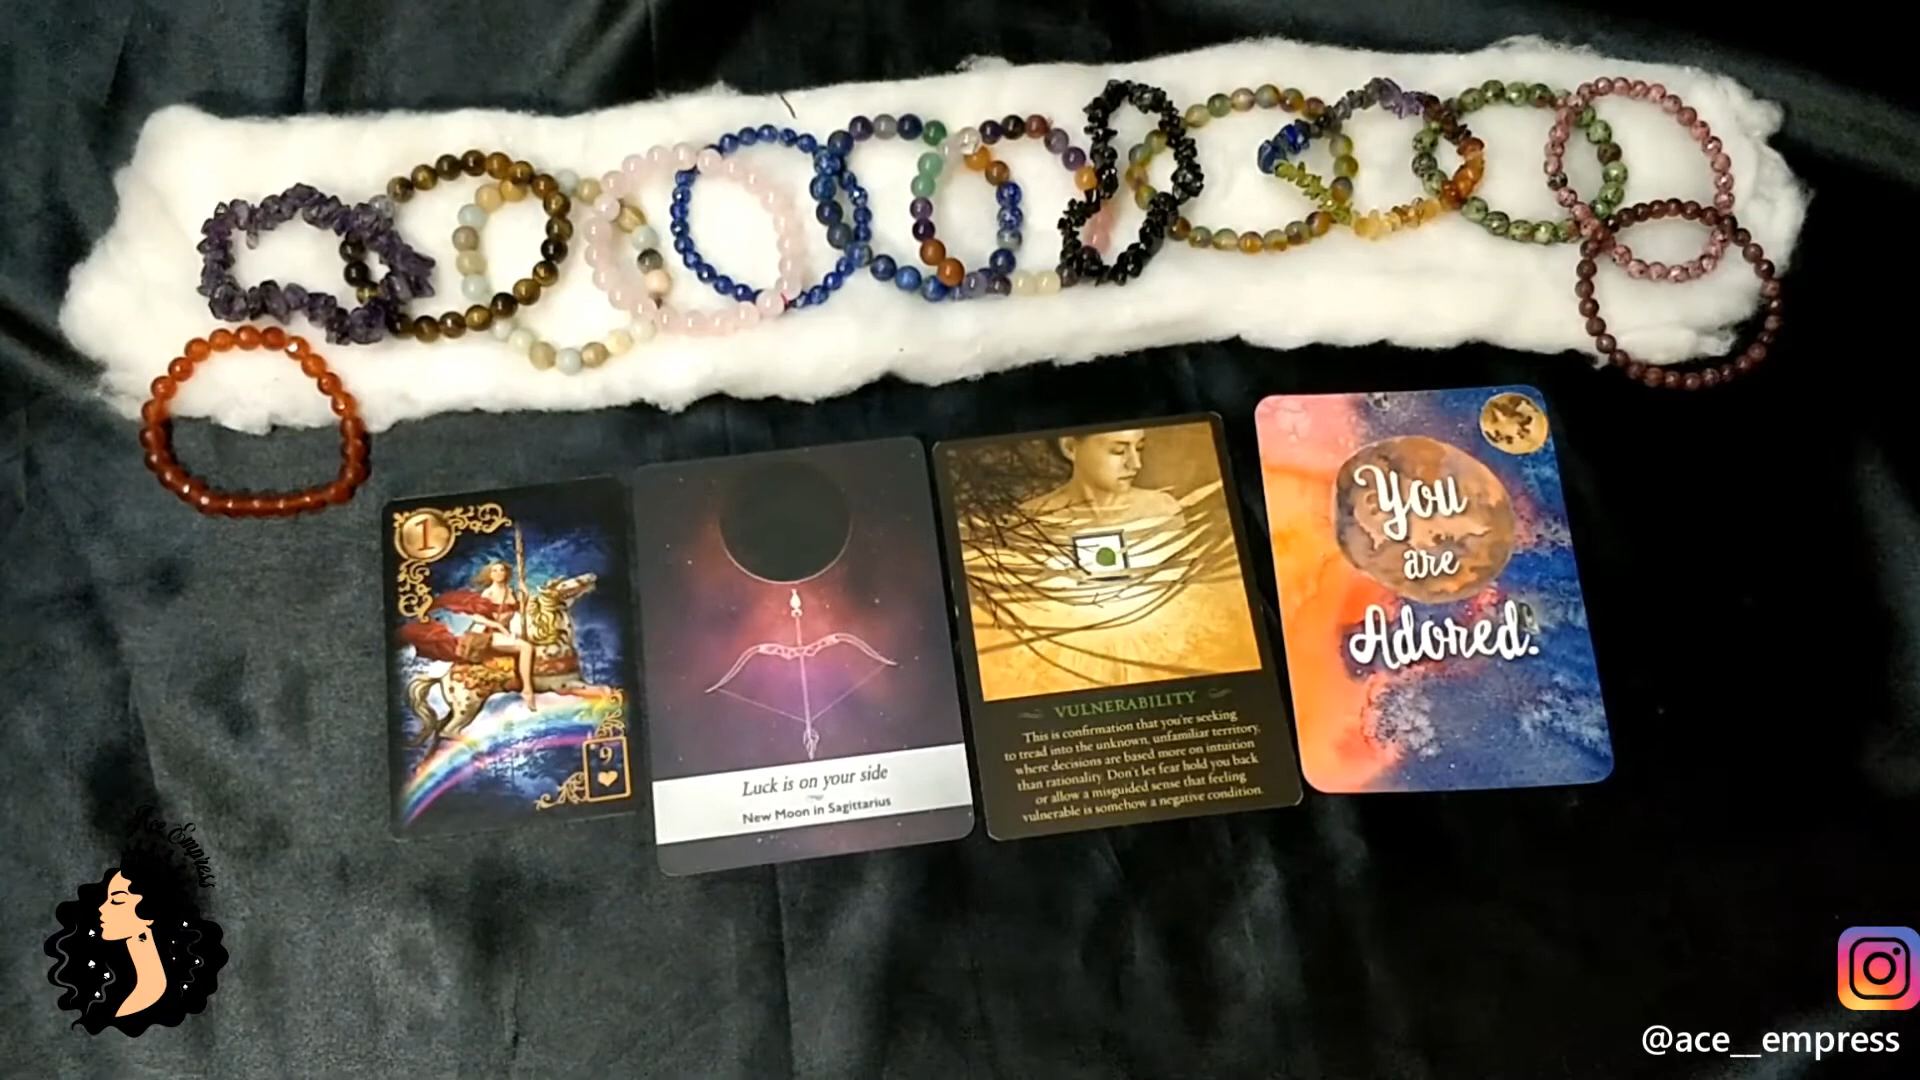 1
9
Luck is on your side
New Moon in Sagittarius
VULNERABILITY
This is confirmation that you're seeking
to tread into the unknown, unfamiliar territory,
where decisions are based more on intuition
than rationality. Don't let fear hold you back
or allow a misguided sense that feeling
vulnerable is somehow a negative condition.
You
are
Adored.
Ace Empress
@ace__empress